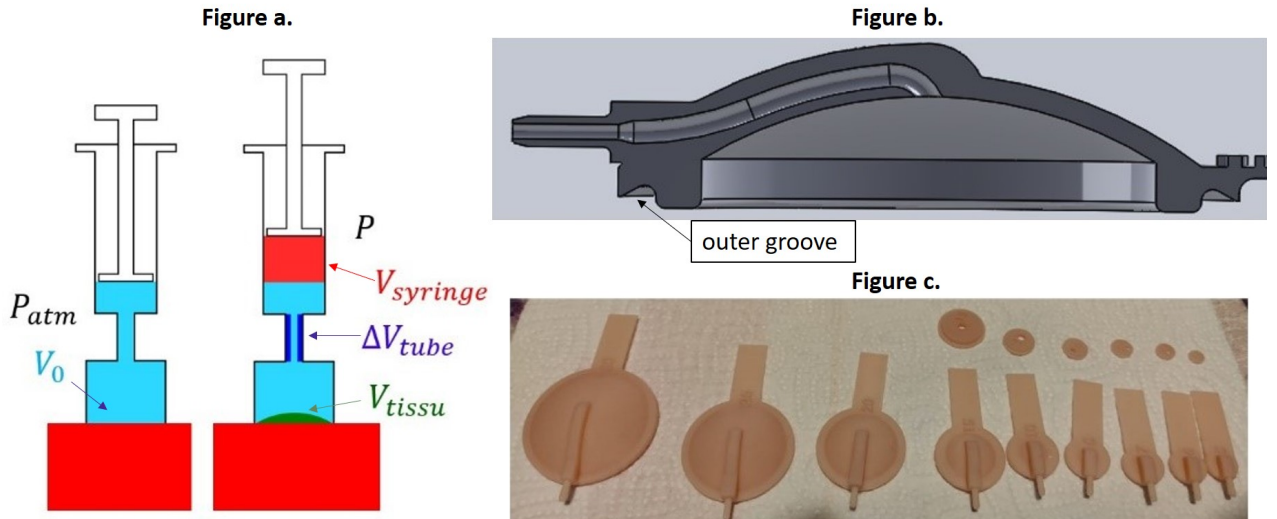 Figure a.
P
V_syringe
P_atm
ΔV_tube
V_0
V_tissu
Figure b.
outer groove
Figure c.